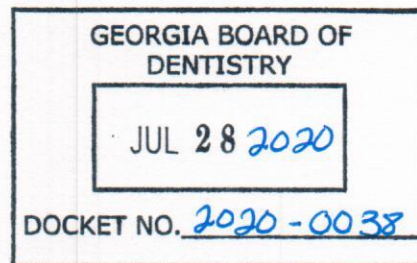 GEORGIA BOARD OF
DENTISTRY
JUL 28 2020
DOCKET NO. 2020-0038